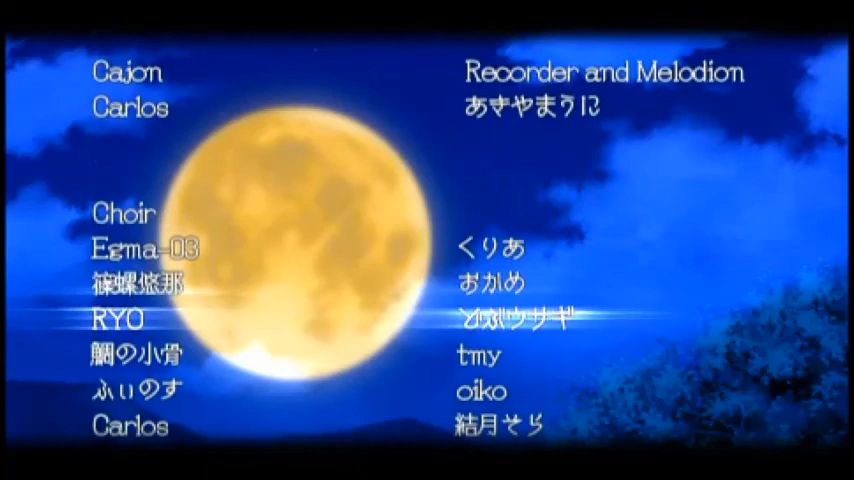 Cajon
Carlos
Recorder and Melodion
あきやまうに
Choir
Egma-03
篠螺悠那
RYO
鯛の小骨
ふぃのす
Carlos
くりあ
おかめ
とぶウサギ
tmy
oiko
結月そら